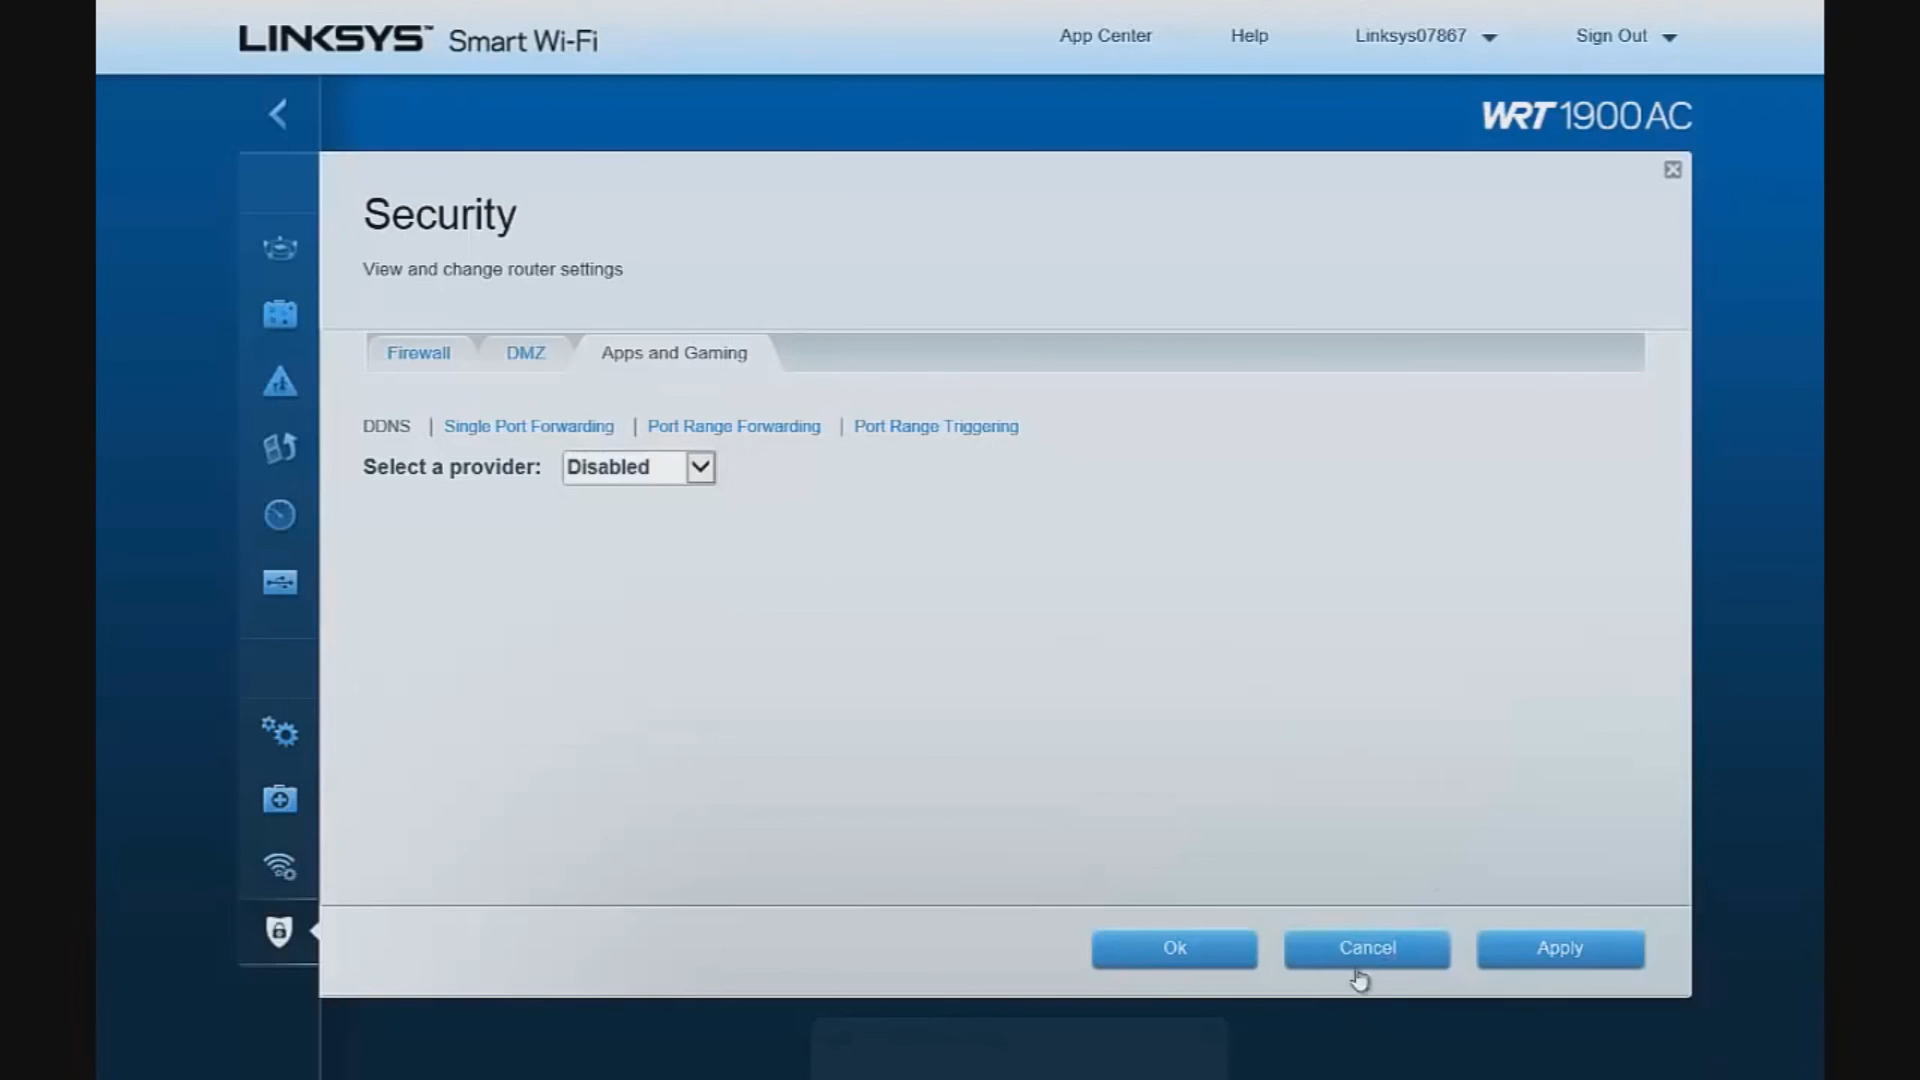 LINKSYS™ Smart Wi-Fi
App Center Help Linksys07867 Sign Out
WRT1900AC
Security
View and change router settings
Firewall DMZ Apps and Gaming
DDNS | Single Port Forwarding | Port Range Forwarding | Port Range Triggering
Select a provider: Disabled
Ok Cancel Apply